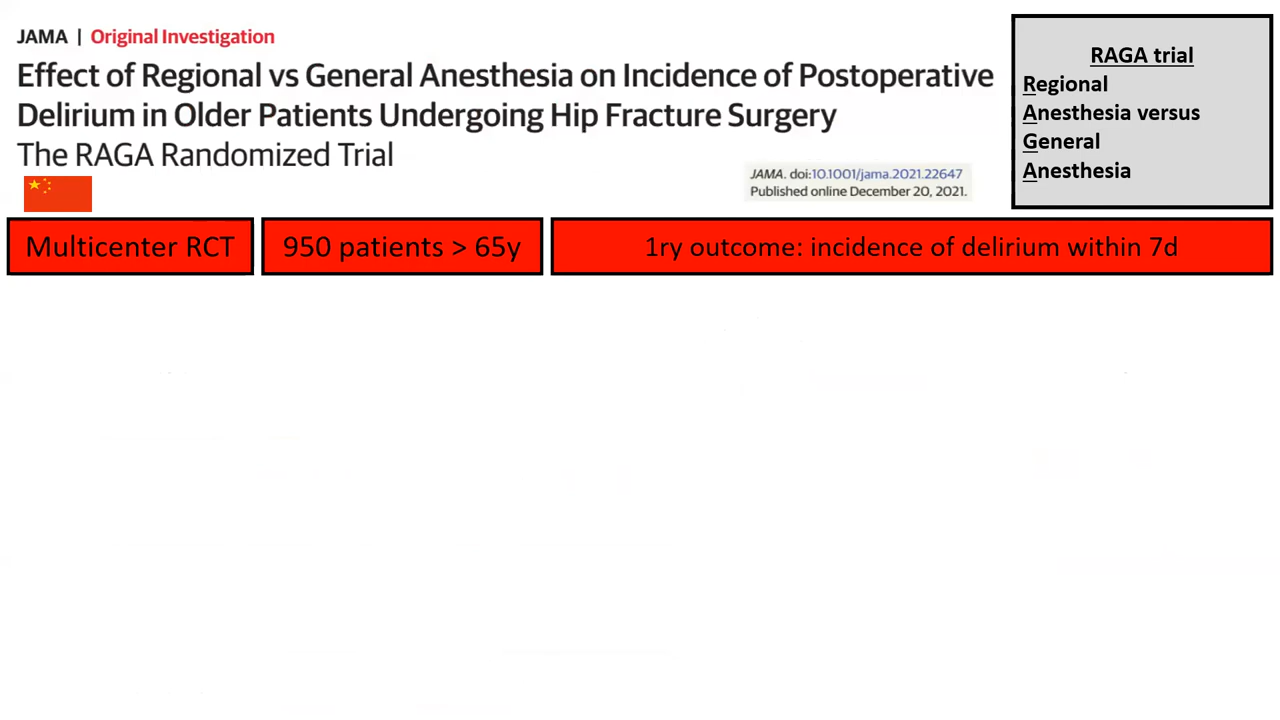 JAMA | Original Investigation
Effect of Regional vs General Anesthesia on Incidence of Postoperative
Delirium in Older Patients Undergoing Hip Fracture Surgery
The RAGA Randomized Trial
JAMA. doi:10.1001/jama.2021.22647
Published online December 20, 2021.
RAGA trial
Regional
Anesthesia versus
General
Anesthesia
Multicenter RCT
950 patients > 65y
1ry outcome: incidence of delirium within 7d